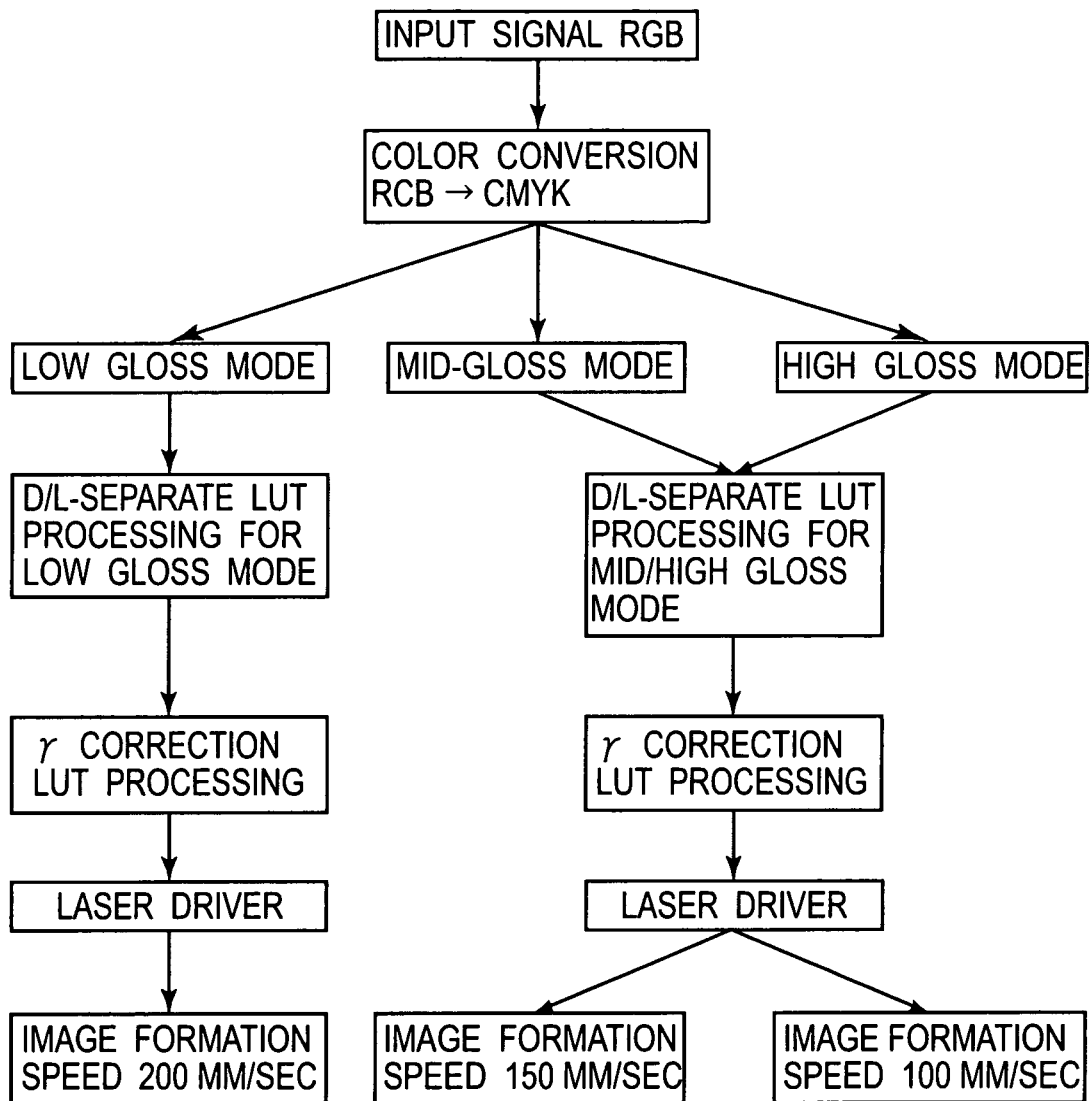 INPUT SIGNAL RGB
COLOR CONVERSION
RCB → CMYK
LOW GLOSS MODE
MID-GLOSS MODE
HIGH GLOSS MODE
D/L-SEPARATE LUT
PROCESSING FOR
LOW GLOSS MODE
D/L-SEPARATE LUT
PROCESSING FOR
MID/HIGH GLOSS
MODE
γ CORRECTION
LUT PROCESSING
γ CORRECTION
LUT PROCESSING
LASER DRIVER
LASER DRIVER
IMAGE FORMATION
SPEED 200 MM/SEC
IMAGE FORMATION
SPEED 150 MM/SEC
IMAGE FORMATION
SPEED 100 MM/SEC